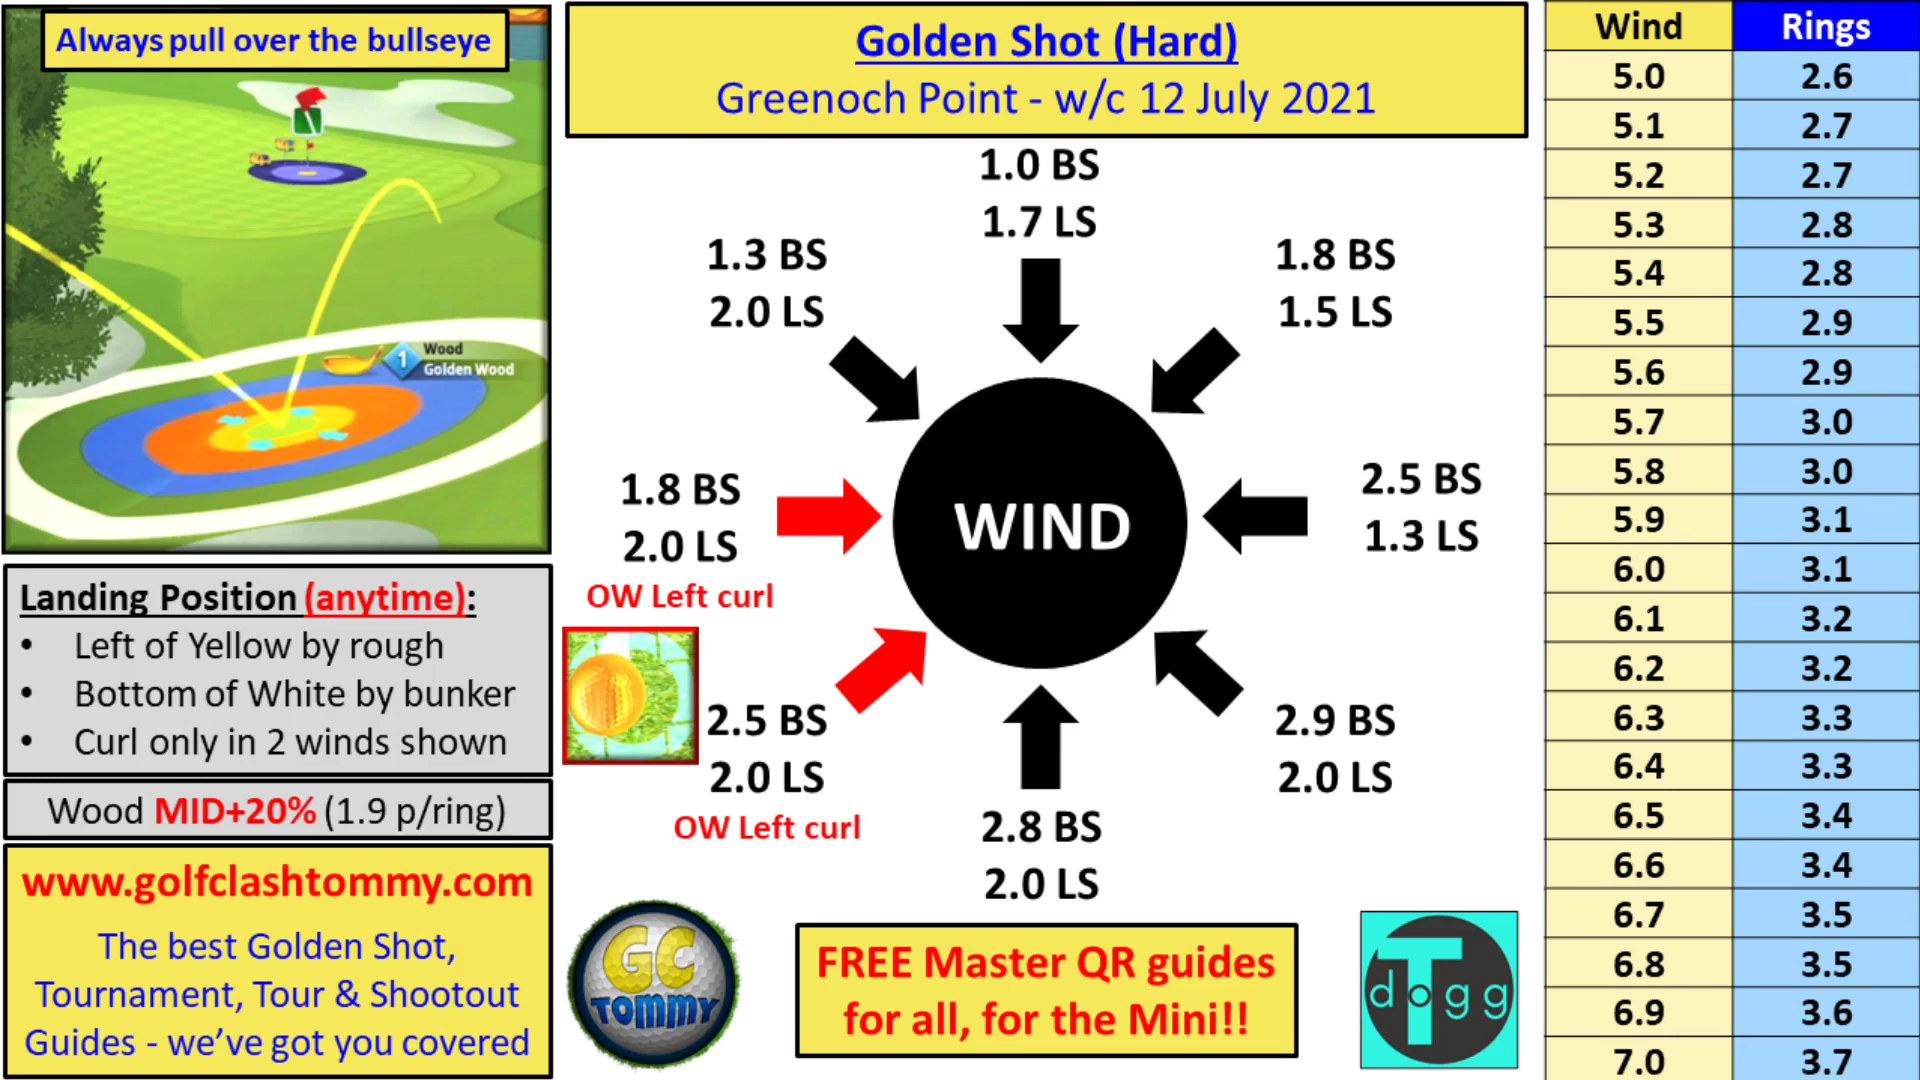 Always pull over the bullseye
1 Wood
Golden Wood
Landing Position (anytime):
• Left of Yellow by rough
• Bottom of White by bunker
• Curl only in 2 winds shown
Wood MID+20% (1.9 p/ring)
www.golfclashtommy.com
The best Golden Shot,
Tournament, Tour & Shootout
Guides - we've got you covered
Golden Shot (Hard)
Greenoch Point - w/c 12 July 2021
1.0 BS
1.7 LS
1.3 BS
2.0 LS
1.8 BS
1.5 LS
1.8 BS
2.0 LS
OW Left curl
WIND
2.5 BS
1.3 LS
2.5 BS
2.0 LS
OW Left curl
2.8 BS
2.0 LS
2.9 BS
2.0 LS
GC
TOMMY
FREE Master QR guides
for all, for the Mini!!
T
dogg
Wind Rings
5.0 2.6
5.1 2.7
5.2 2.7
5.3 2.8
5.4 2.8
5.5 2.9
5.6 2.9
5.7 3.0
5.8 3.0
5.9 3.1
6.0 3.1
6.1 3.2
6.2 3.2
6.3 3.3
6.4 3.3
6.5 3.4
6.6 3.4
6.7 3.5
6.8 3.5
6.9 3.6
7.0 3.7